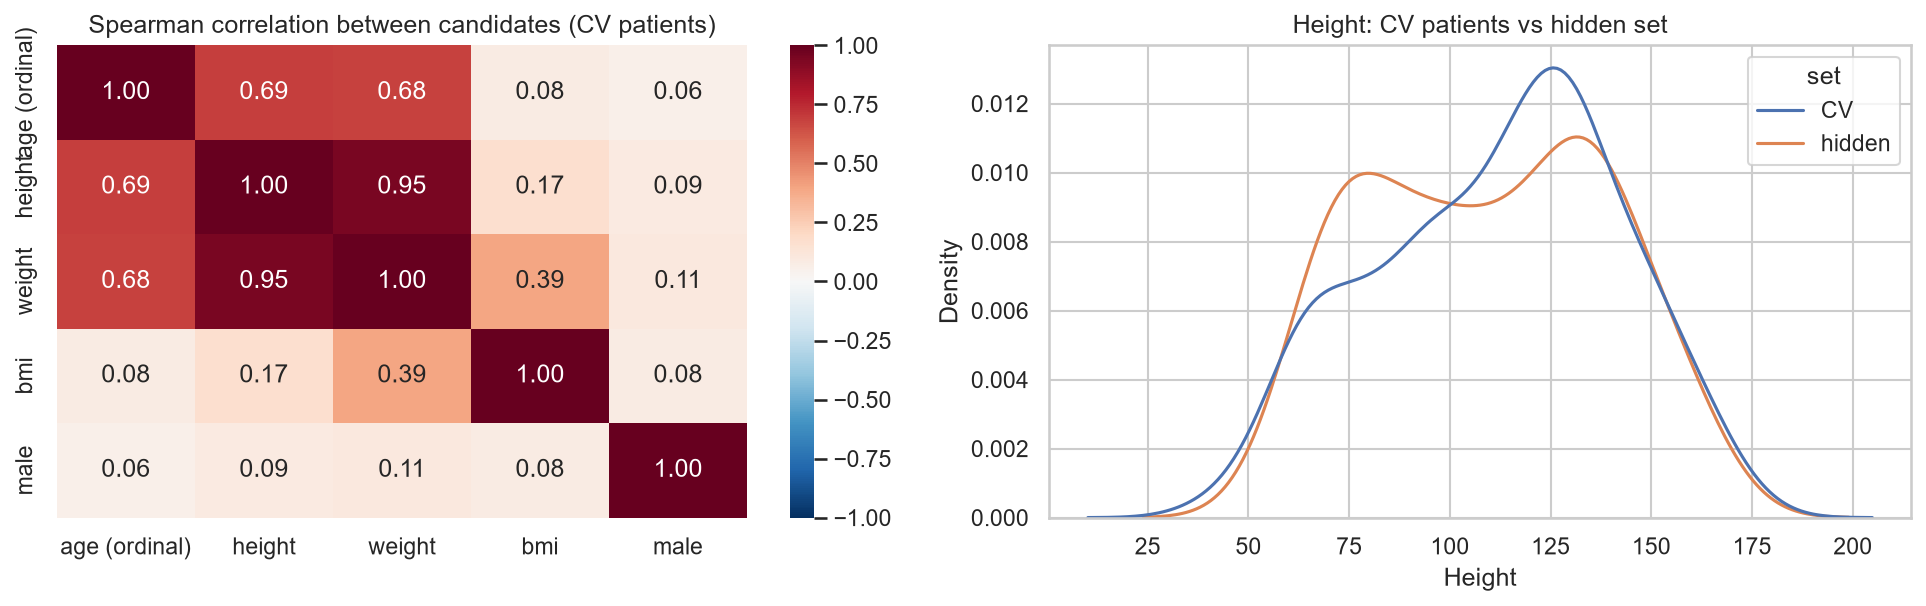 Spearman correlation between candidates (CV patients)
age (ordinal)
height
weight
bmi
male
1.00 0.69 0.68 0.08 0.06
0.69 1.00 0.95 0.17 0.09
0.68 0.95 1.00 0.39 0.11
0.08 0.17 0.39 1.00 0.08
0.06 0.09 0.11 0.08 1.00
age (ordinal) height weight bmi male
1.00
0.75
0.50
0.25
0.00
−0.25
−0.50
−0.75
−1.00
Height: CV patients vs hidden set
Density
0.012
0.010
0.008
0.006
0.004
0.002
0.000
25 50 75 100 125 150 175 200
Height
set
CV
hidden